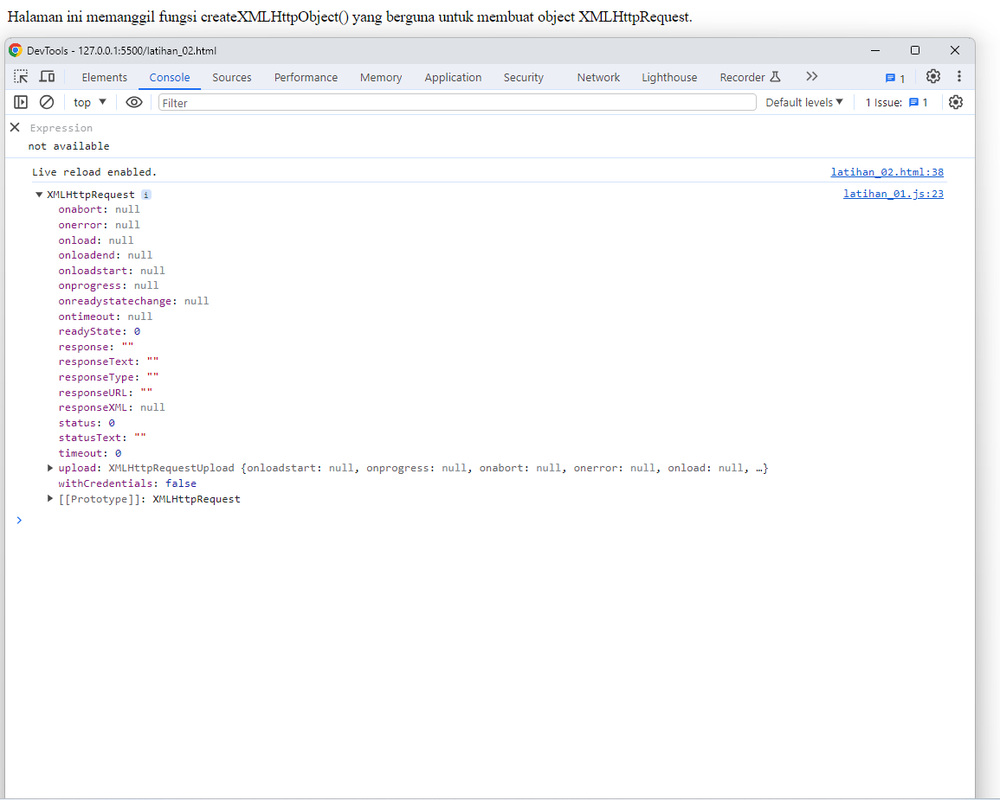 Halaman ini memanggil fungsi createXMLHttpObject() yang berguna untuk membuat object XMLHttpRequest.
DevTools - 127.0.0.1:5500/latihan_02.html
Elements Console Sources Performance Memory Application Security Network Lighthouse Recorder 1
top Filter Default levels 1 Issue: 1
Expression
not available
Live reload enabled. latihan_02.html:38
XMLHttpRequest i latihan_01.js:23
onabort: null
onerror: null
onload: null
onloadend: null
onloadstart: null
onprogress: null
onreadystatechange: null
ontimeout: null
readyState: 0
response: ""
responseText: ""
responseType: ""
responseURL: ""
responseXML: null
status: 0
statusText: ""
timeout: 0
upload: XMLHttpRequestUpload {onloadstart: null, onprogress: null, onabort: null, onerror: null, onload: null, …}
withCredentials: false
[[Prototype]]: XMLHttpRequest